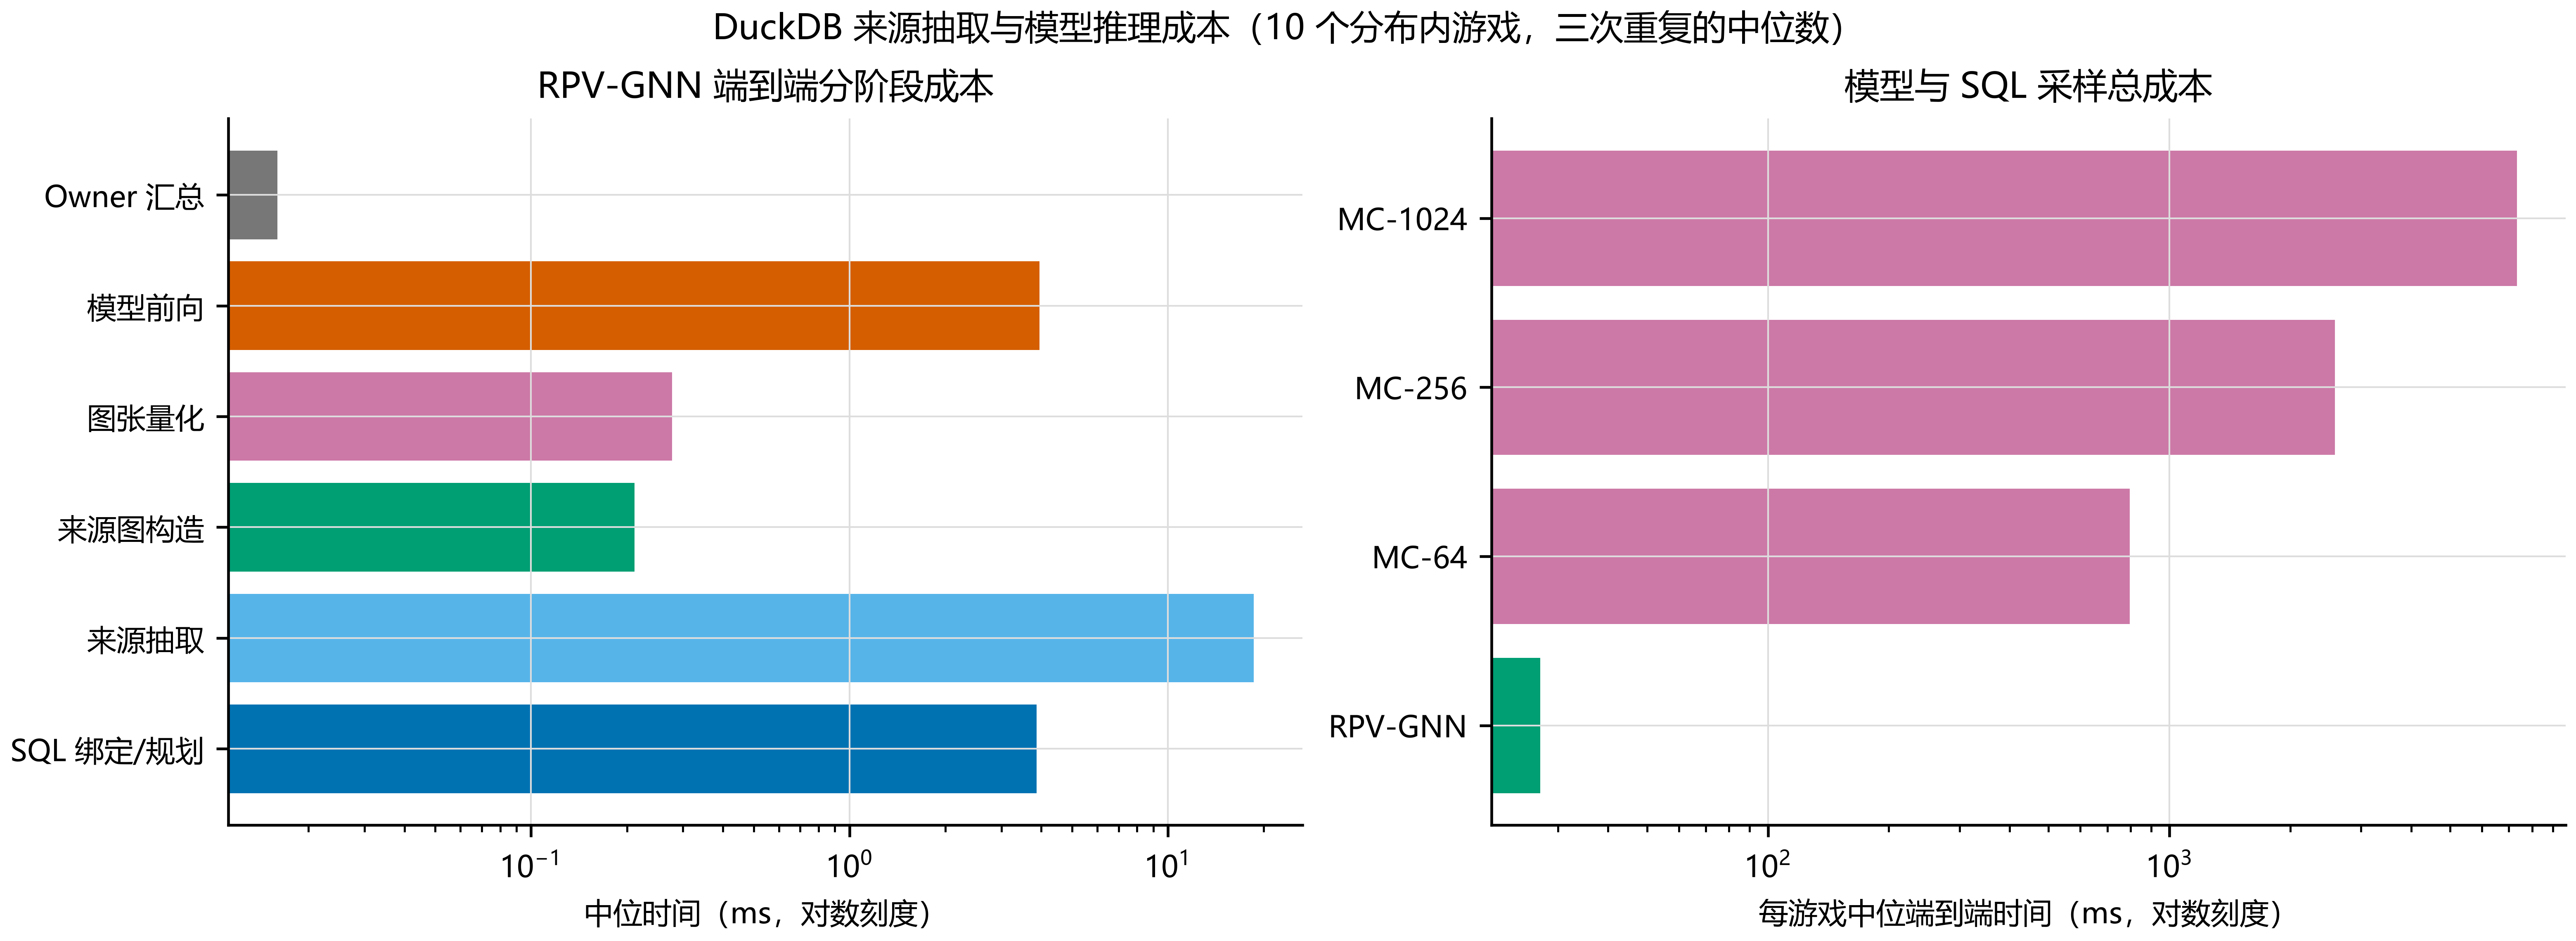 DuckDB 来源抽取与模型推理成本（10 个分布内游戏，三次重复的中位数）
RPV-GNN 端到端分阶段成本
Owner 汇总
模型前向
图张量化
来源图构造
来源抽取
SQL 绑定/规划
10⁻¹
10⁰
10¹
中位时间（ms，对数刻度）
模型与 SQL 采样总成本
MC-1024
MC-256
MC-64
RPV-GNN
10²
10³
每游戏中位端到端时间（ms，对数刻度）